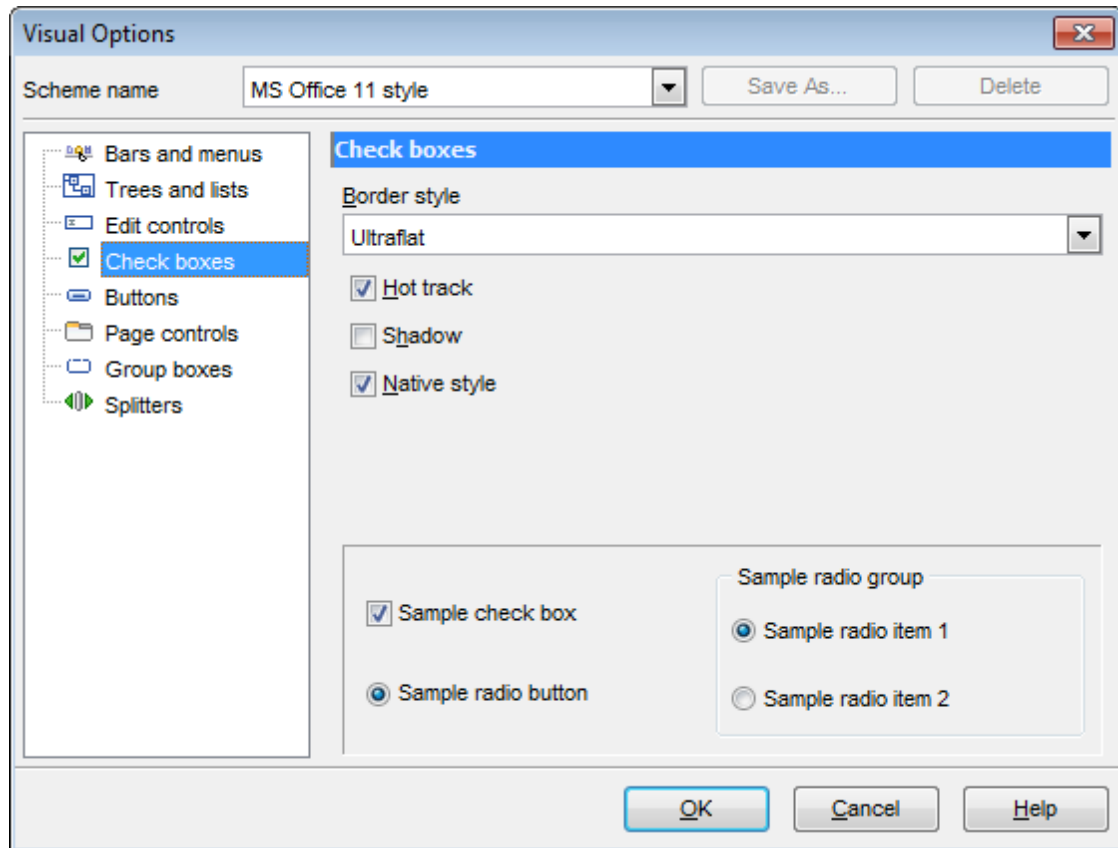 Visual Options
Scheme name MS Office 11 style Save As... Delete
Bars and menus
Trees and lists
Edit controls
Check boxes
Buttons
Page controls
Group boxes
Splitters
Check boxes
Border style
Ultraflat
Hot track
Shadow
Native style
Sample check box
Sample radio button
Sample radio group
Sample radio item 1
Sample radio item 2
OK Cancel Help